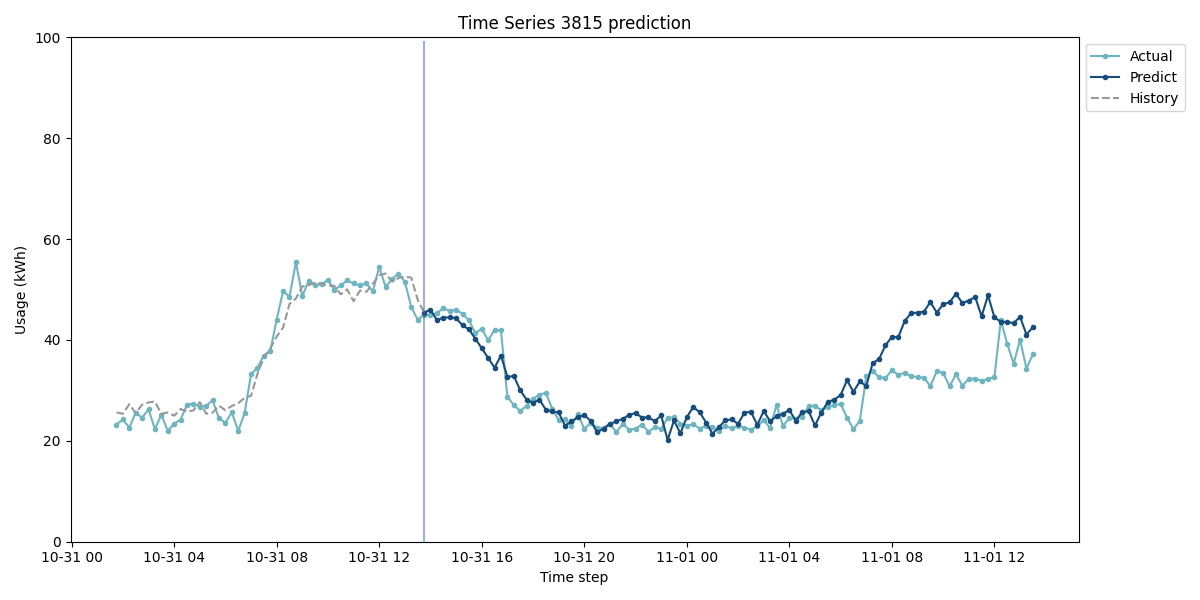 Time Series 3815 prediction
100
80
60
40
20
0
Usage (kWh)
10-31 00
10-31 04
10-31 08
10-31 12
10-31 16
10-31 20
11-01 00
11-01 04
11-01 08
11-01 12
Time step
Actual
Predict
History